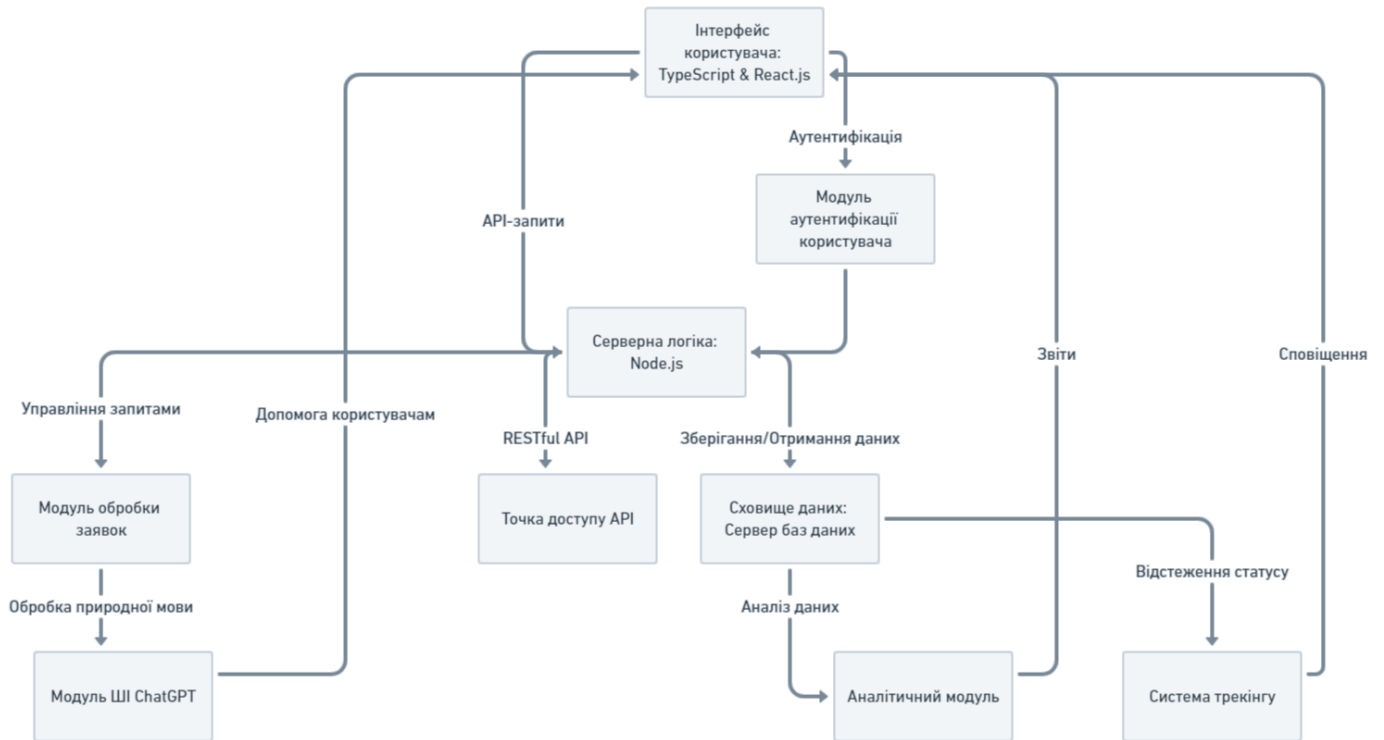 Інтерфейс
користувача:
TypeScript & React.js
Аутентифікація
Модуль
аутентифікації
користувача
API-запити
Серверна логіка:
Node.js
Звіти
Сповіщення
Управління запитами
Допомога користувачам
RESTful API
Зберігання/Отримання даних
Модуль обробки
заявок
Точка доступу API
Сховище даних:
Сервер баз даних
Відстеження статусу
Обробка природної мови
Аналіз даних
Модуль ШІ ChatGPT
Аналітичний модуль
Система трекінгу